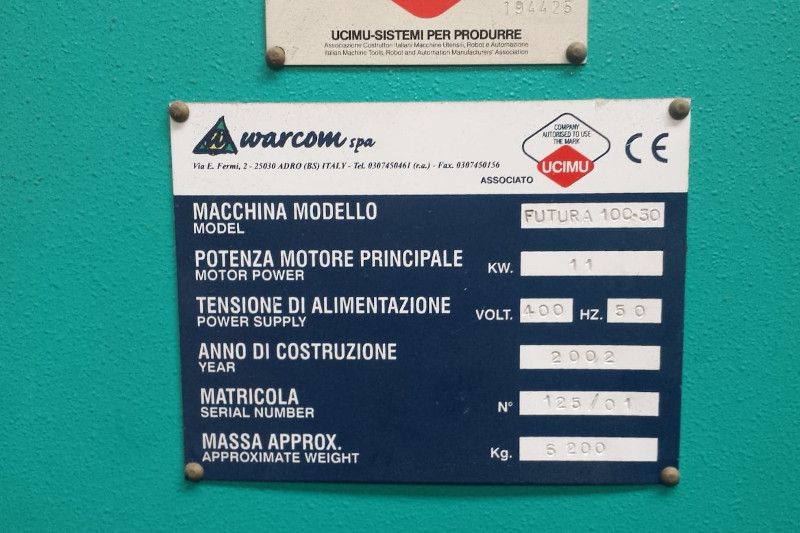 194425
UCIMU-SISTEMI PER PRODURRE
Associazione Costruttori Italiani Macchine Utensili, Robot e Automazione
Italian Machine Tools, Robot and Automation Manufacturers' Association
warcom spa
Via E. Fermi, 2 - 25030 ADRO (BS) ITALY - Tel. 0307450461 (r.a.) - Fax. 0307450156
ASSOCIATO
COMPANY
AUTHORISED TO USE
THE MARK
UCIMU
CE
MACCHINA MODELLO
MODEL
FUTURA 100-30
POTENZA MOTORE PRINCIPALE
MOTOR POWER
KW. 11
TENSIONE DI ALIMENTAZIONE
POWER SUPPLY
VOLT. 400 HZ. 50
ANNO DI COSTRUZIONE
YEAR
2002
MATRICOLA
SERIAL NUMBER
N° 125/01
MASSA APPROX.
APPROXIMATE WEIGHT
Kg. 6200